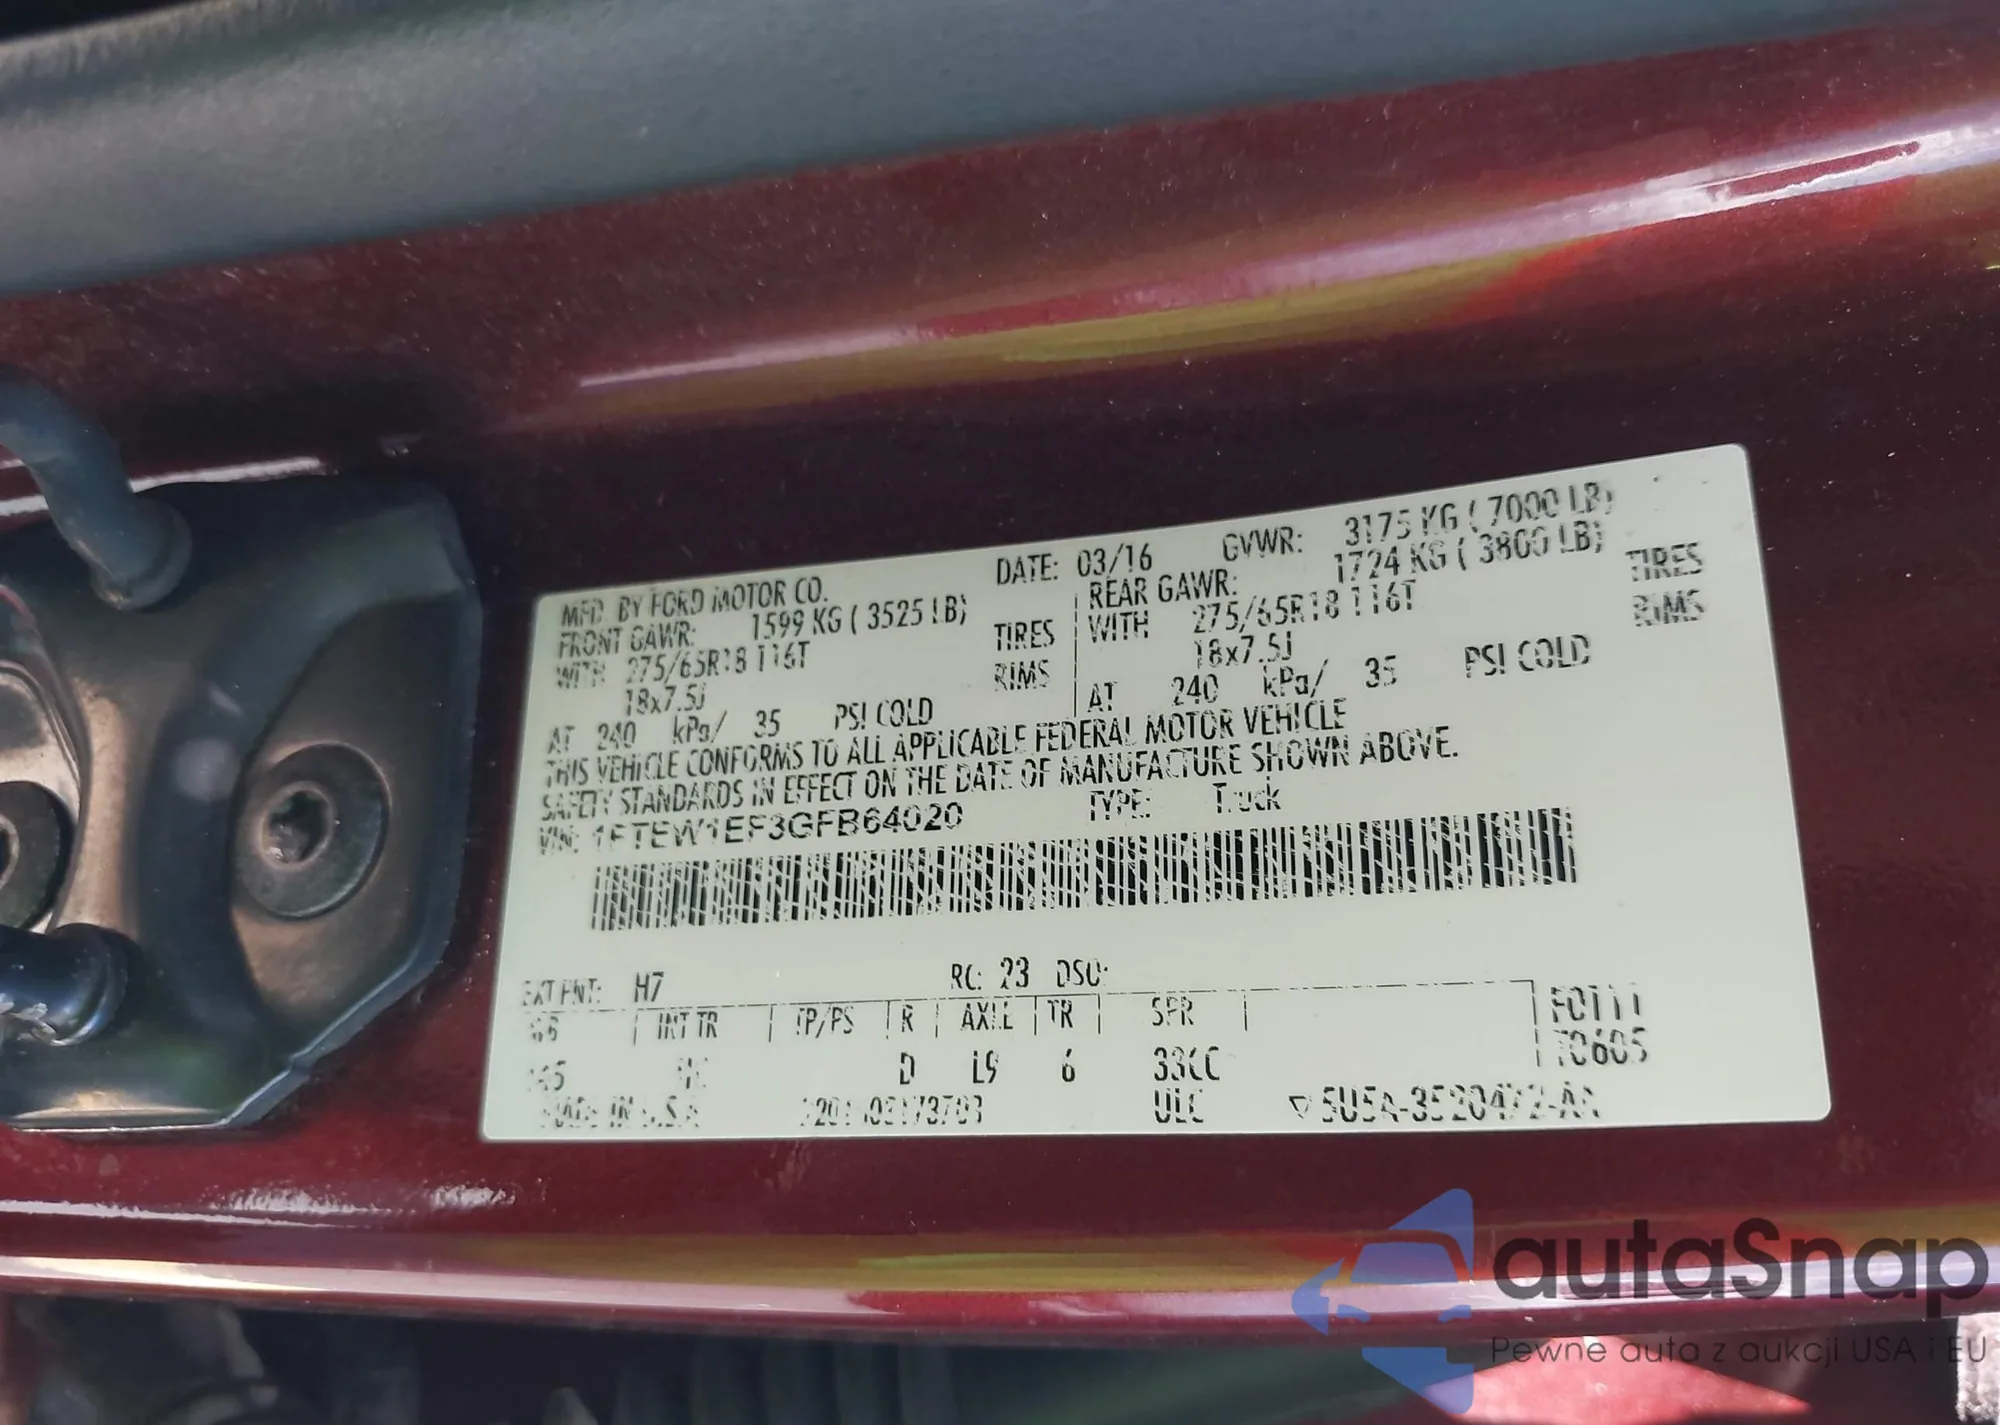 MFD. BY FORD MOTOR CO. DATE: 03/16 GVWR: 3175 KG ( 7000 LB)
FRONT GAWR: 1599 KG ( 3525 LB) REAR GAWR: 1724 KG ( 3800 LB)
WITH 275/65R18 116T TIRES WITH 275/65R18 116T TIRES
18x7.5J RIMS 18x7.5J RIMS
AT 240 kPa/ 35 PSI COLD AT 240 kPa/ 35 PSI COLD
THIS VEHICLE CONFORMS TO ALL APPLICABLE FEDERAL MOTOR VEHICLE
SAFETY STANDARDS IN EFFECT ON THE DATE OF MANUFACTURE SHOWN ABOVE.
VIN: 1FTEW1EF3GFB64020 TYPE: Truck
EXT PNT: H7 RC: 23 DSO:
WB INT TR TP/PS R AXLE TR SPR F0111
T0605
145 D L9 6 33CC
MADE IN U.S.A. ULC
autaSnap
Pewne auta z aukcji USA i EU